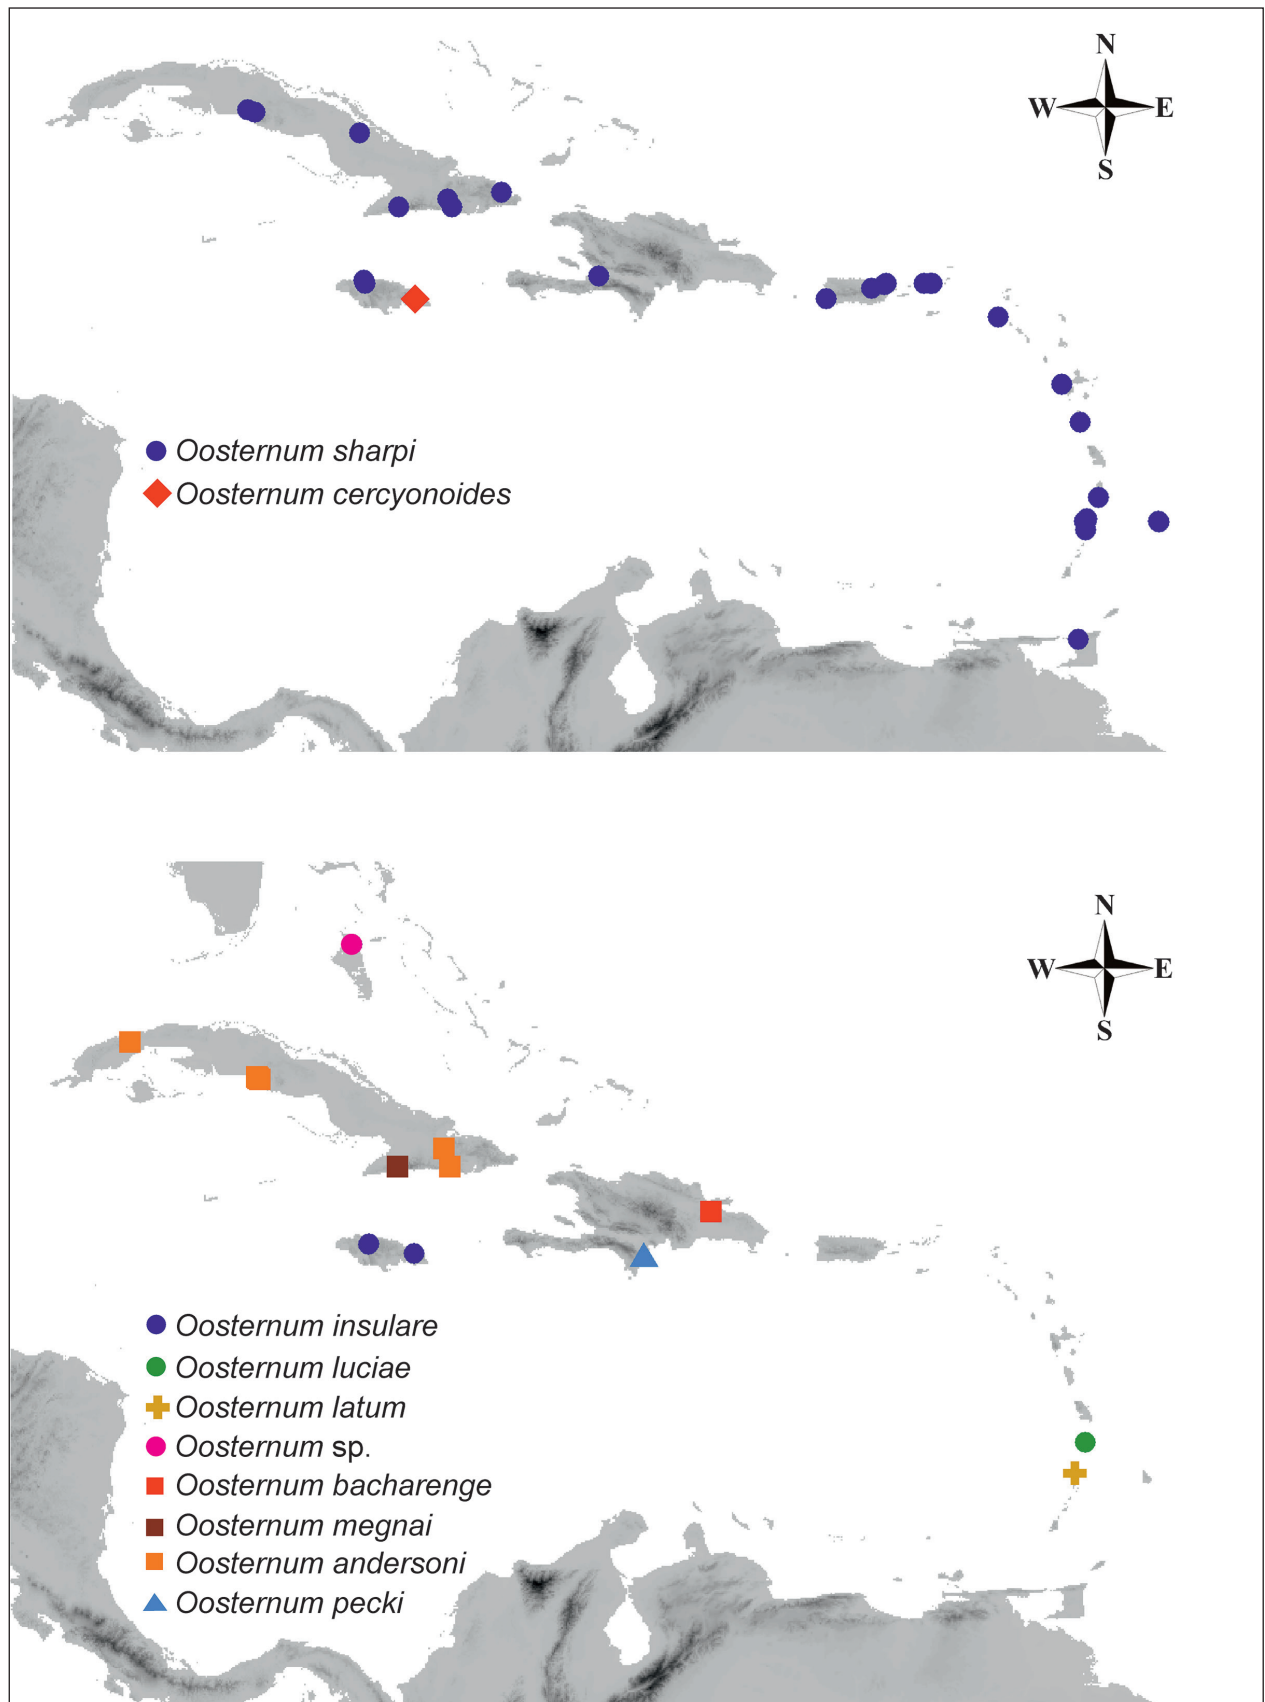 N
W E
S
Oosternum sharpi
Oosternum cercyonoides
N
W E
S
Oosternum insulare
Oosternum luciae
Oosternum latum
Oosternum sp.
Oosternum bacharenge
Oosternum megnai
Oosternum andersoni
Oosternum pecki